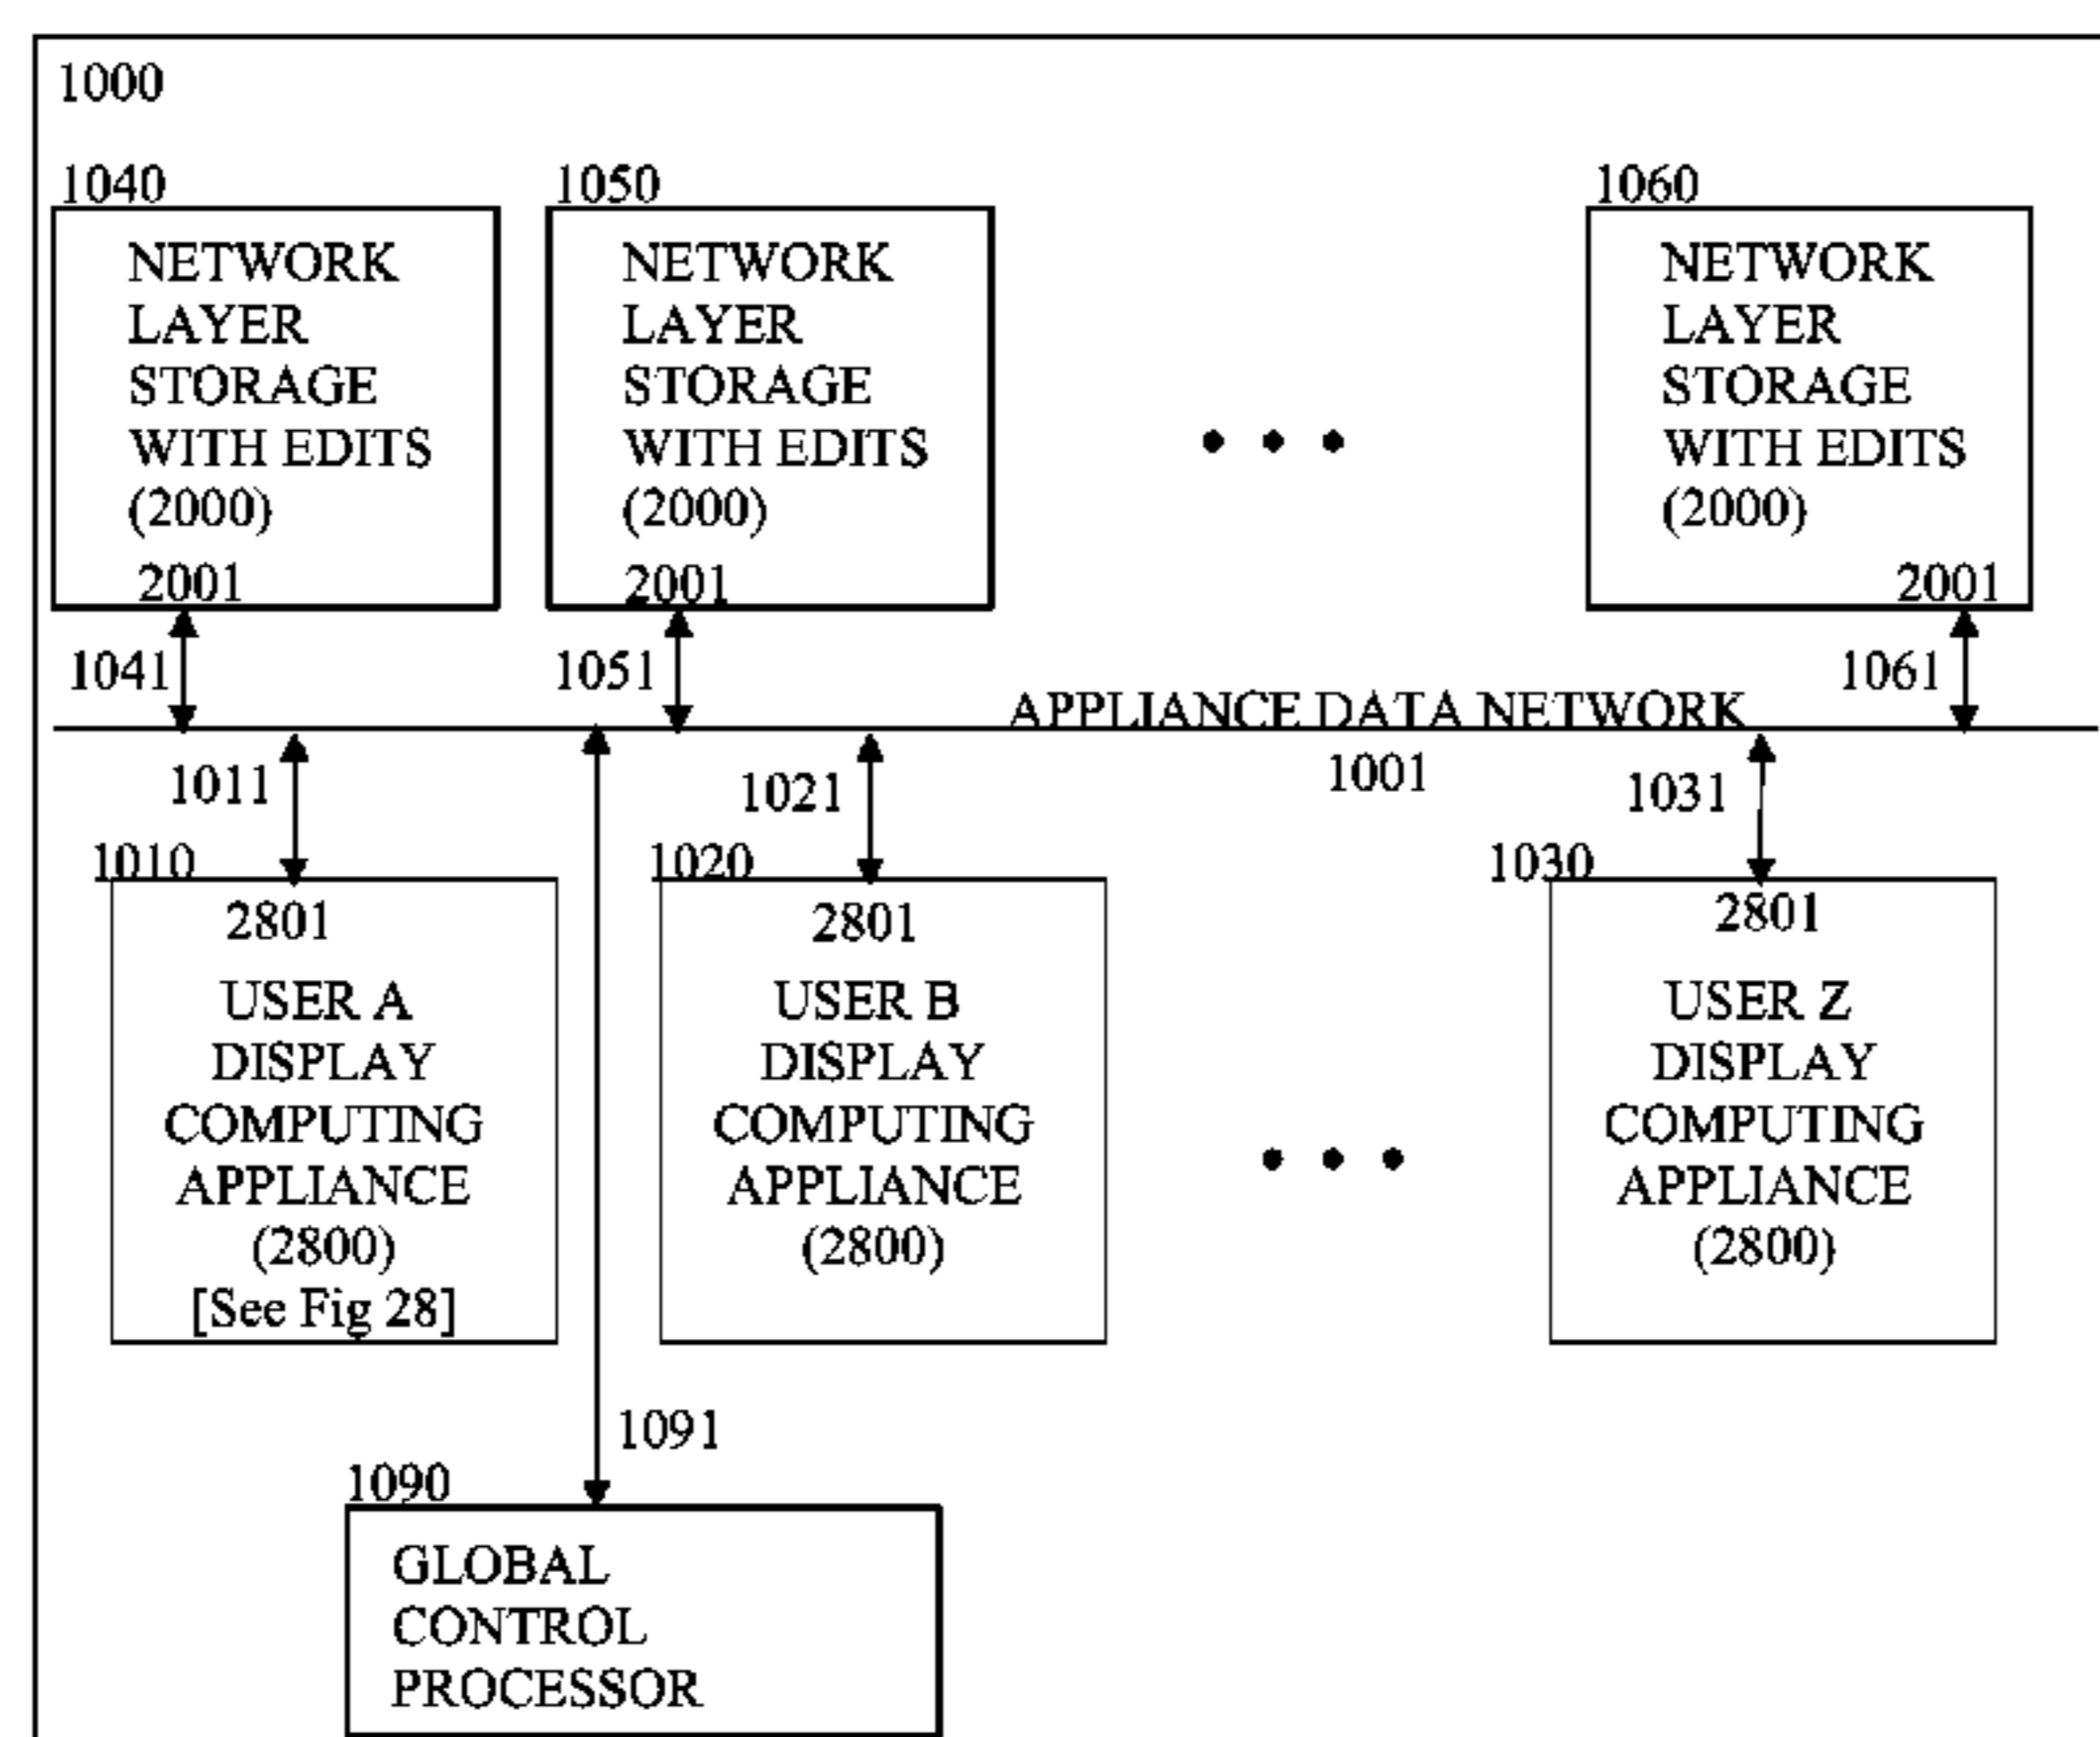 1000
1040
NETWORK
LAYER
STORAGE
WITH EDITS
(2000)
2001
1050
NETWORK
LAYER
STORAGE
WITH EDITS
(2000)
2001
• • •
1060
NETWORK
LAYER
STORAGE
WITH EDITS
(2000)
2001
1041
1051
1061
APPLIANCE DATA NETWORK
1001
1011
1021
1031
1010
2801
USER A
DISPLAY
COMPUTING
APPLIANCE
(2800)
[See Fig 28]
1020
2801
USER B
DISPLAY
COMPUTING
APPLIANCE
(2800)
• • •
1030
2801
USER Z
DISPLAY
COMPUTING
APPLIANCE
(2800)
1091
1090
GLOBAL
CONTROL
PROCESSOR